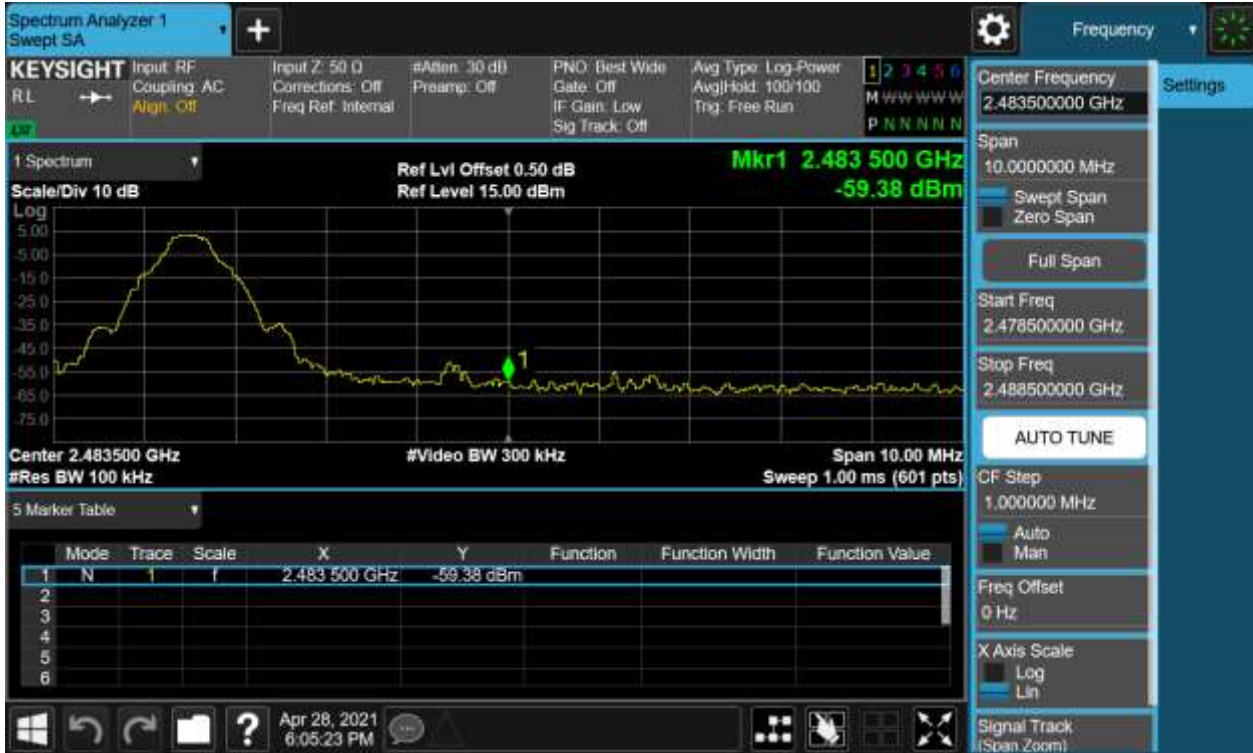 Spectrum Analyzer 1
Swept SA
+
Frequency
KEYSIGHT
RL
Input: RF
Coupling: AC
Align: Off
Input Z: 50 Ω
Corrections: Off
Freq Ref: Internal
#Atten: 30 dB
Preamp: Off
PNO: Best Wide
Gate: Off
IF Gain: Low
Sig Track: Off
Avg Type: Log-Power
Avg|Hold: 100/100
Trig: Free Run
1 2 3 4 5 6
M W W W W W
P N N N N N
1 Spectrum
Scale/Div 10 dB
Ref Lvl Offset 0.50 dB
Ref Level 15.00 dBm
Mkr1 2.483 500 GHz
-59.38 dBm
Log
5.00
-5.00
-15.0
-25.0
-35.0
-45.0
-55.0
-65.0
-75.0
1
Center 2.483500 GHz
#Res BW 100 kHz
#Video BW 300 kHz
Span 10.00 MHz
Sweep 1.00 ms (601 pts)
5 Marker Table
Mode Trace Scale X Y Function Function Width Function Value
1 N 1 f 2.483 500 GHz -59.38 dBm
2
3
4
5
6
Apr 28, 2021
6:05:23 PM
?
Center Frequency
2.483500000 GHz
Settings
Span
10.0000000 MHz
Swept Span
Zero Span
Full Span
Start Freq
2.478500000 GHz
Stop Freq
2.488500000 GHz
AUTO TUNE
CF Step
1.000000 MHz
Auto
Man
Freq Offset
0 Hz
X Axis Scale
Log
Lin
Signal Track
(Span Zoom)